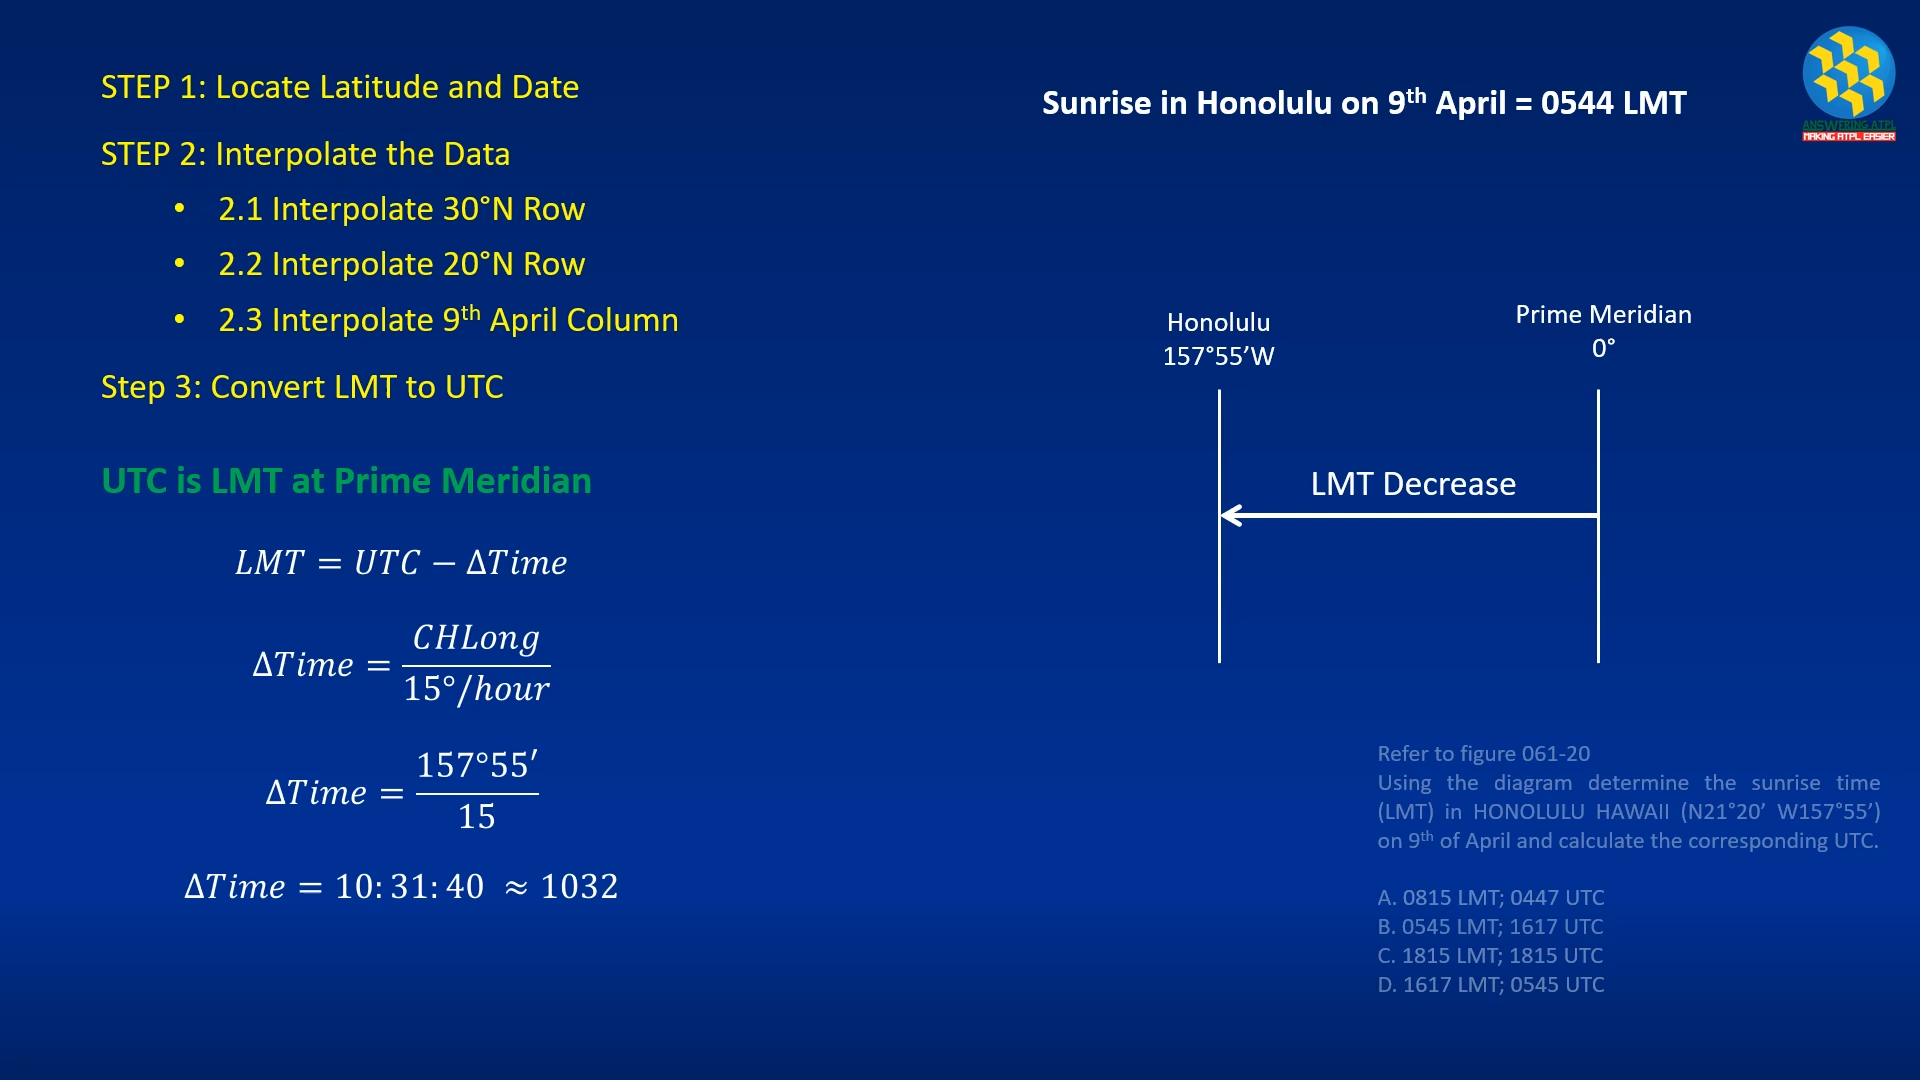 STEP 1: Locate Latitude and Date
STEP 2: Interpolate the Data
• 2.1 Interpolate 30°N Row
• 2.2 Interpolate 20°N Row
• 2.3 Interpolate 9th April Column
Step 3: Convert LMT to UTC
UTC is LMT at Prime Meridian
LMT = UTC − ΔTime
ΔTime = CHLong / 15°/hour
ΔTime = 157°55′ / 15
ΔTime = 10:31:40 ≈ 1032
Sunrise in Honolulu on 9th April = 0544 LMT
ANSWERING ATPL
MAKING ATPL EASIER
Honolulu
157°55’W
Prime Meridian
0°
LMT Decrease
Refer to figure 061-20
Using the diagram determine the sunrise time
(LMT) in HONOLULU HAWAII (N21°20’ W157°55’)
on 9th of April and calculate the corresponding UTC.
A. 0815 LMT; 0447 UTC
B. 0545 LMT; 1617 UTC
C. 1815 LMT; 1815 UTC
D. 1617 LMT; 0545 UTC